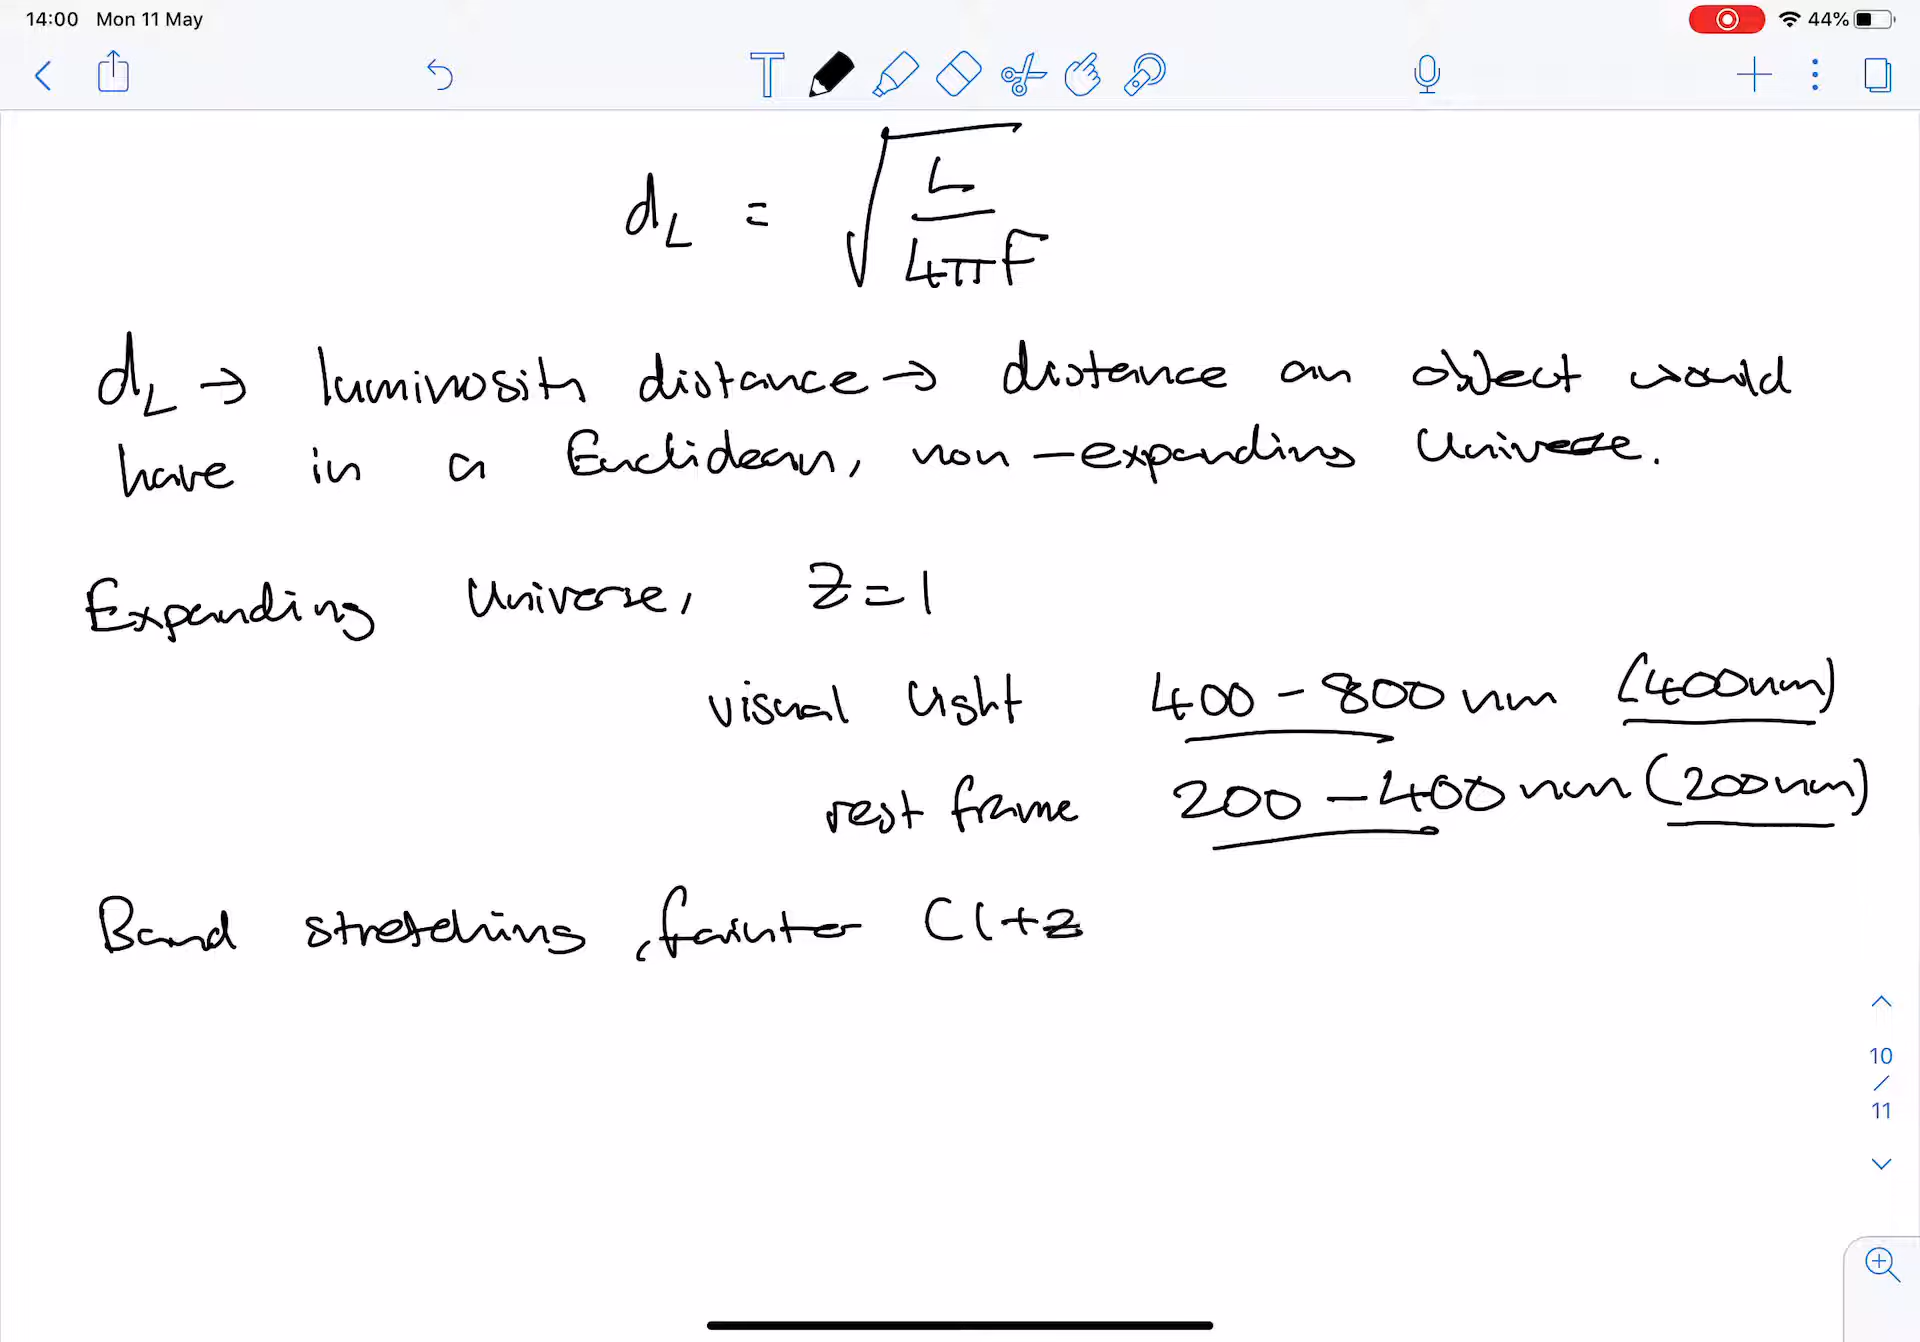 14:00 Mon 11 May 44%
T
d_L = √(L / 4πF)
d_L → luminosity distance → distance an object would
have in a Euclidean, non-expanding Universe.
Expanding Universe, z=1
visual light 400 - 800 nm (400nm)
rest frame 200 - 400 nm (200nm)
Band stretching, fainter (1+z
10
/
11